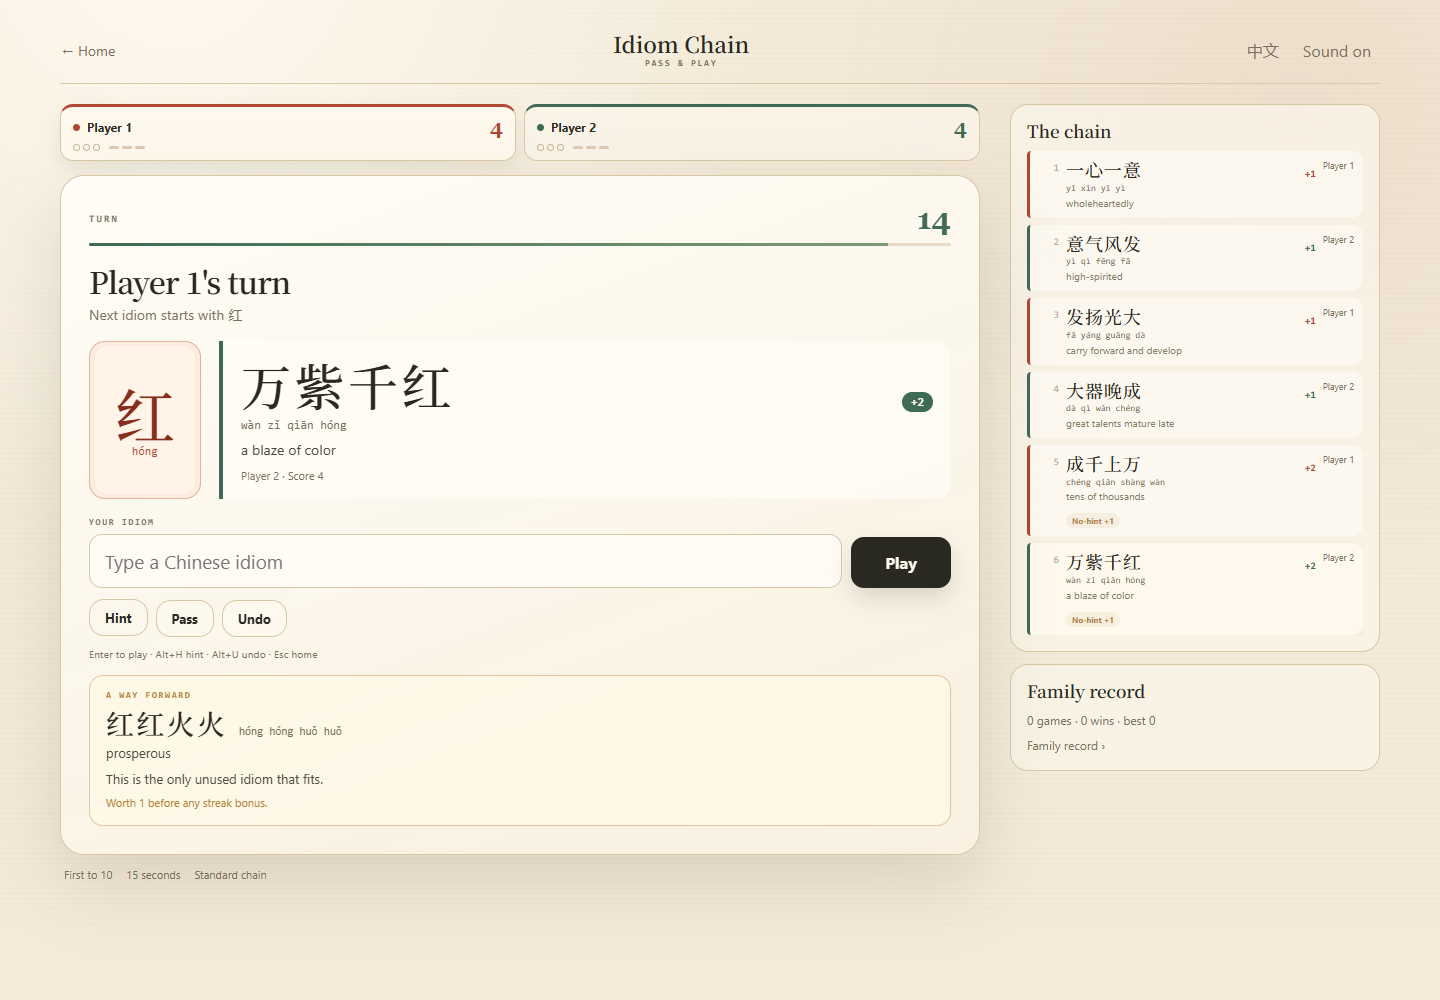 ← Home
Idiom Chain
PASS & PLAY
中文
Sound on
Player 1
4
Player 2
4
TURN
14
Player 1's turn
Next idiom starts with 红
红
hóng
万紫千红
wàn zǐ qiān hóng
a blaze of color
Player 2 · Score 4
+2
YOUR IDIOM
Type a Chinese idiom
Play
Hint
Pass
Undo
Enter to play · Alt+H hint · Alt+U undo · Esc home
A WAY FORWARD
红红火火 hóng hóng huǒ huǒ
prosperous
This is the only unused idiom that fits.
Worth 1 before any streak bonus.
First to 10
15 seconds
Standard chain
The chain
1 一心一意 +1 Player 1
yī xīn yī yì
wholeheartedly
2 意气风发 +1 Player 2
yì qì fēng fā
high-spirited
3 发扬光大 +1 Player 1
fā yáng guāng dà
carry forward and develop
4 大器晚成 +1 Player 2
dà qì wǎn chéng
great talents mature late
5 成千上万 +2 Player 1
chéng qiān shàng wàn
tens of thousands
No-hint +1
6 万紫千红 +2 Player 2
wàn zǐ qiān hóng
a blaze of color
No-hint +1
Family record
0 games · 0 wins · best 0
Family record ›